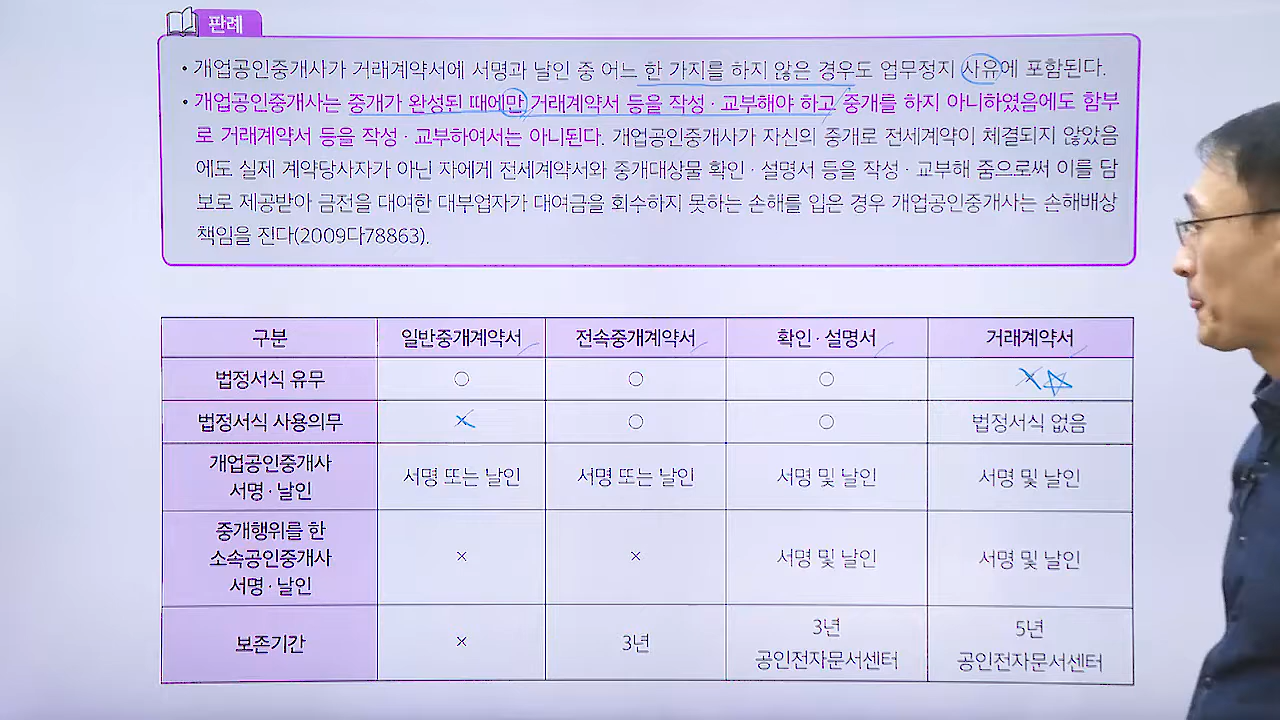 판례
• 개업공인중개사가 거래계약서에 서명과 날인 중 어느 한 가지를 하지 않은 경우도 업무정지 사유에 포함된다.
• 개업공인중개사는 중개가 완성된 때에만 거래계약서 등을 작성·교부해야 하고 중개를 하지 아니하였음에도 함부
로 거래계약서 등을 작성·교부하여서는 아니된다. 개업공인중개사가 자신의 중개로 전세계약이 체결되지 않았음
에도 실제 계약당사자가 아닌 자에게 전세계약서와 중개대상물 확인·설명서 등을 작성·교부해 줌으로써 이를 담
보로 제공받아 금전을 대여한 대부업자가 대여금을 회수하지 못하는 손해를 입은 경우 개업공인중개사는 손해배상
책임을 진다(2009다78863).
구분 일반중개계약서 전속중개계약서 확인·설명서 거래계약서
법정서식 유무 ○ ○ ○ ×☆
법정서식 사용의무 × ○ ○ 법정서식 없음
개업공인중개사
서명·날인 서명 또는 날인 서명 또는 날인 서명 및 날인 서명 및 날인
중개행위를 한
소속공인중개사
서명·날인 × × 서명 및 날인 서명 및 날인
보존기간 × 3년 3년 공인전자문서센터 5년 공인전자문서센터